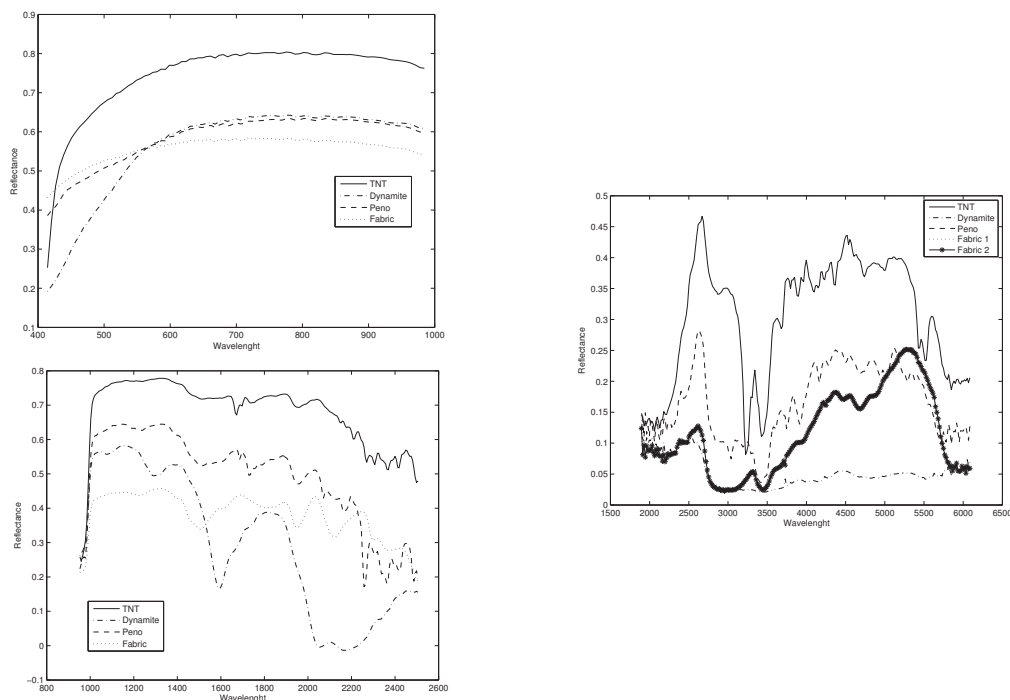 0.9
0.8
0.7
0.6
0.5
0.4
0.3
0.2
0.1
Reflectance
TNT
Dynamite
Peno
Fabric
400 500 600 700 800 900 1000
Wavelenght
0.8
0.7
0.6
0.5
0.4
0.3
0.2
0.1
0
−0.1
Reflectance
TNT
Dynamite
Peno
Fabric
800 1000 1200 1400 1600 1800 2000 2200 2400 2600
Wavelenght
0.5
0.45
0.4
0.35
0.3
0.25
0.2
0.15
0.1
0.05
0
Reflectance
TNT
Dynamite
Peno
Fabric 1
Fabric 2
1500 2000 2500 3000 3500 4000 4500 5000 5500 6000 6500
Wavelenght